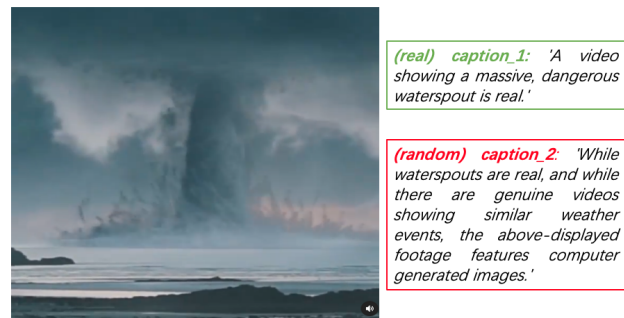 (real) caption_1: 'A video
showing a massive, dangerous
waterspout is real.'
(random) caption_2: 'While
waterspouts are real, and while
there are genuine videos
showing similar weather
events, the above-displayed
footage features computer
generated images.'